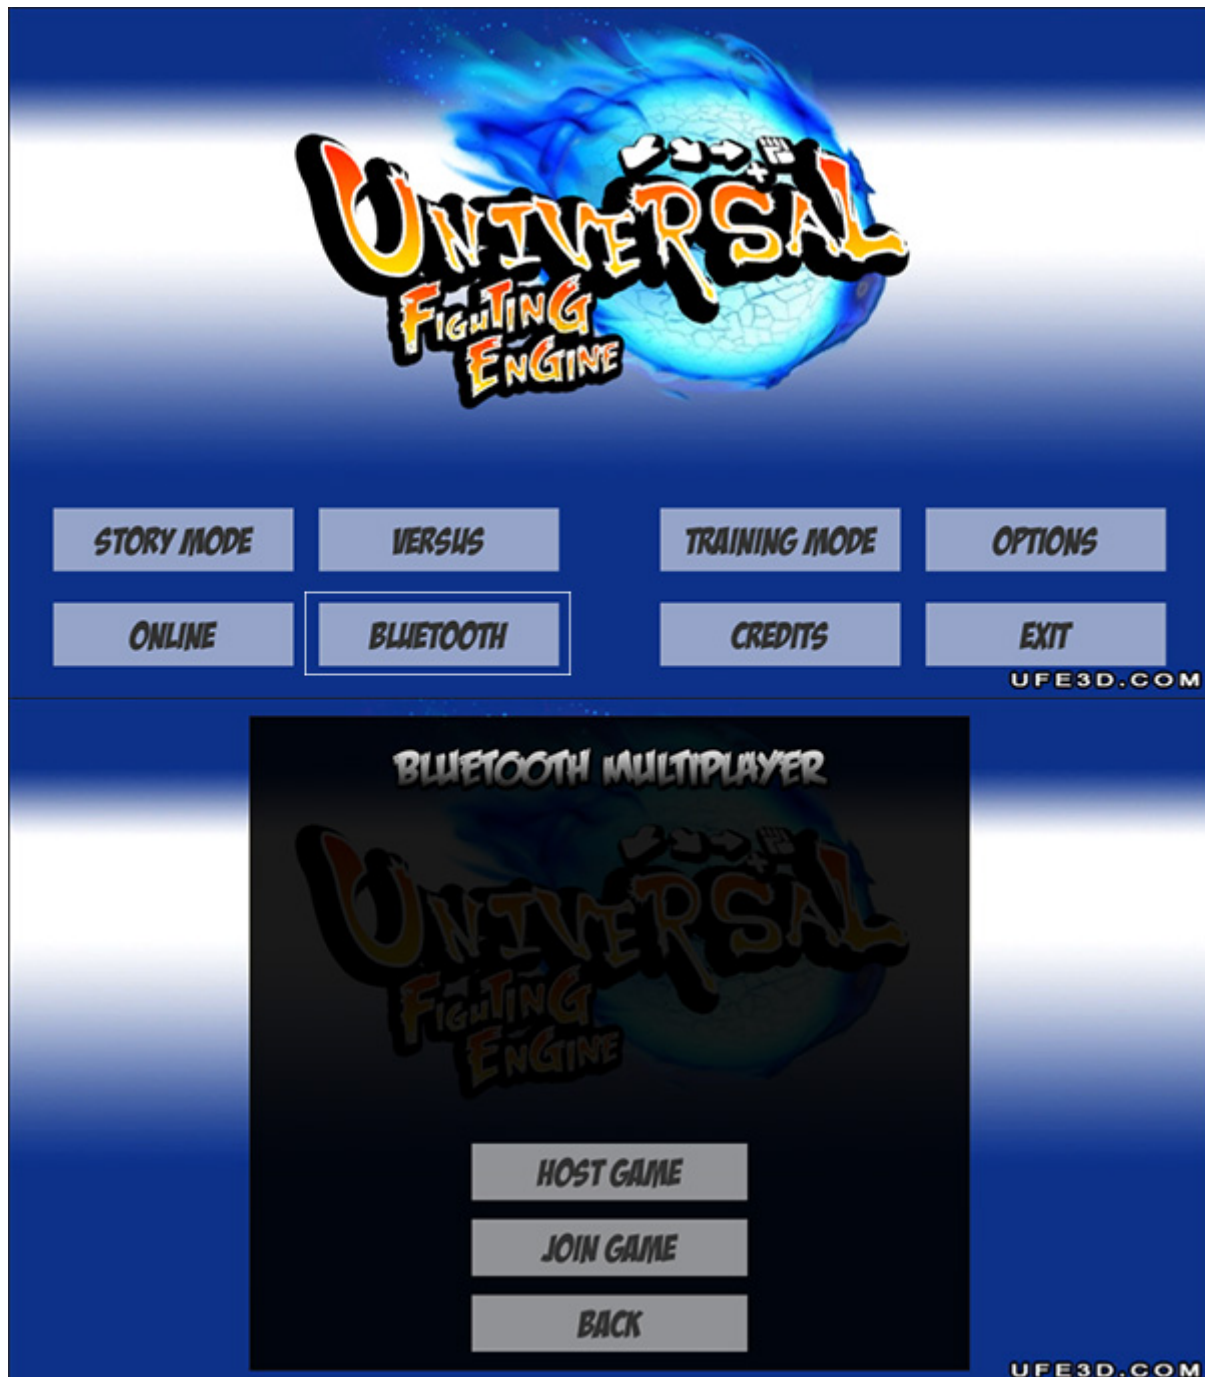 UNIVERSAL
FIGHTING
ENGINE
STORY MODE VERSUS TRAINING MODE OPTIONS
ONLINE BLUETOOTH CREDITS EXIT
UFE3D.COM
BLUETOOTH MULTIPLAYER
UNIVERSAL
FIGHTING
ENGINE
HOST GAME
JOIN GAME
BACK
UFE3D.COM